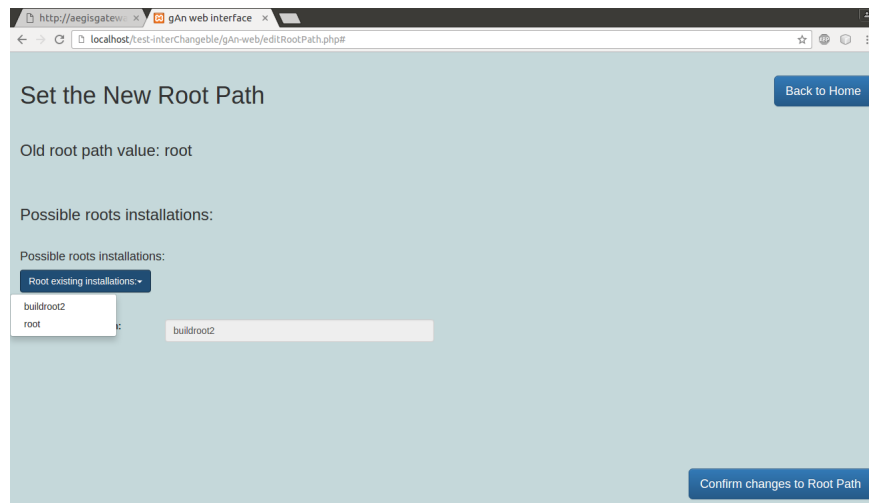 http://aegisgatew
gAn web interface
localhost/test-interChangeble/gAn-web/editRootPath.php#
Set the New Root Path
Back to Home
Old root path value: root
Possible roots installations:
Possible roots installations:
Root existing installations:
buildroot2
root
buildroot2
Confirm changes to Root Path